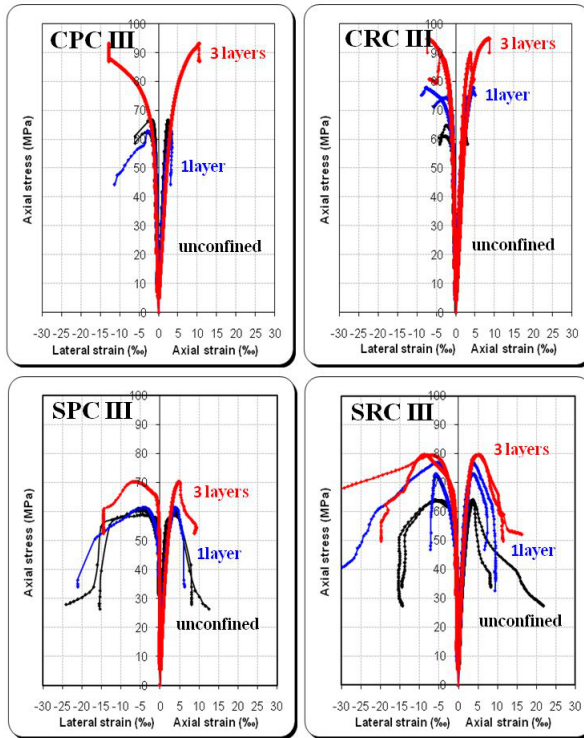 CPC III
3 layers
1layer
unconfined
Axial stress (MPa)
100
90
80
70
60
50
40
30
20
10
0
-30 -25 -20 -15 -10 -5 0 5 10 15 20 25 30
Lateral strain (‰) Axial strain (‰)
CRC III
3 layers
1layer
unconfined
Axial stress (MPa)
100
90
80
70
60
50
40
30
20
10
0
-30 -25 -20 -15 -10 -5 0 5 10 15 20 25 30
Lateral strain (‰) Axial strain (‰)
SPC III
3 layers
1layer
unconfined
Axial stress (MPa)
100
90
80
70
60
50
40
30
20
10
0
-30 -25 -20 -15 -10 -5 0 5 10 15 20 25 30
Lateral strain (‰) Axial strain (‰)
SRC III
3 layers
1layer
unconfined
Axial stress (MPa)
100
90
80
70
60
50
40
30
20
10
0
-30 -25 -20 -15 -10 -5 0 5 10 15 20 25 30
Lateral strain (‰) Axial strain (‰)